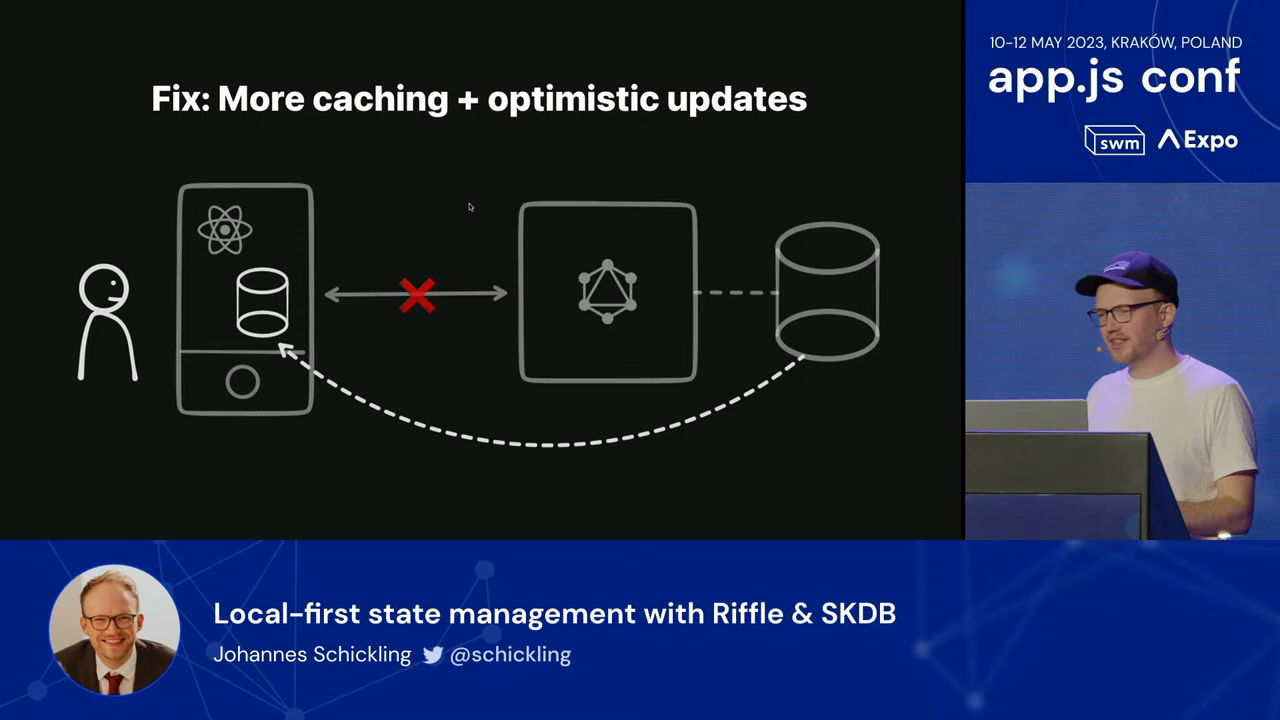 Fix: More caching + optimistic updates
10-12 MAY 2023, KRAKÓW, POLAND
app.js conf
swm Expo
Local-first state management with Riffle & SKDB
Johannes Schickling @schickling